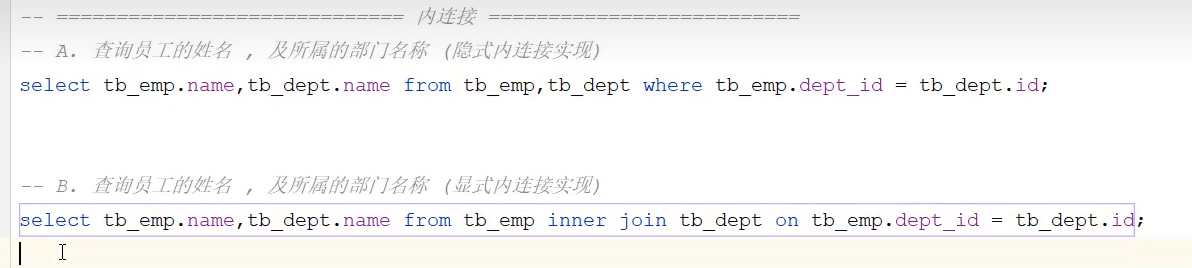 -- ============================= 内连接 ==========================
-- A. 查询员工的姓名 , 及所属的部门名称 (隐式内连接实现)
select tb_emp.name,tb_dept.name from tb_emp,tb_dept where tb_emp.dept_id = tb_dept.id;
-- B. 查询员工的姓名 , 及所属的部门名称 (显式内连接实现)
select tb_emp.name,tb_dept.name from tb_emp inner join tb_dept on tb_emp.dept_id = tb_dept.id;